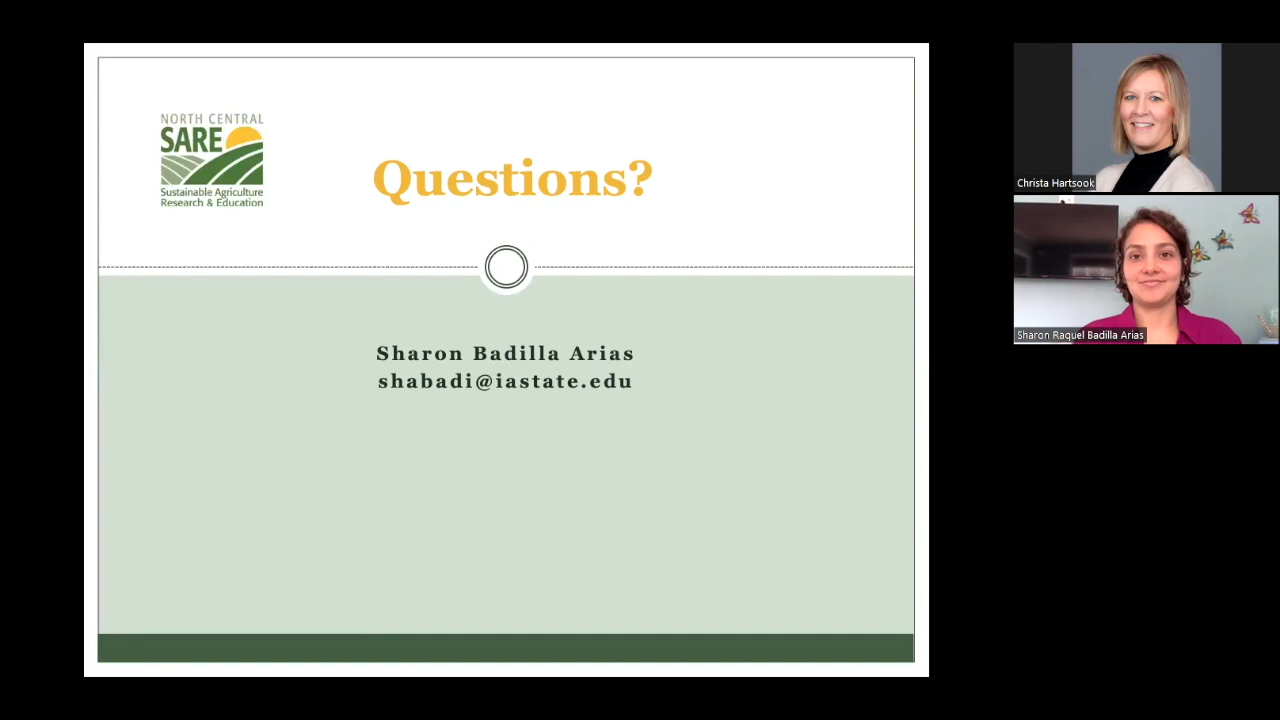 NORTH CENTRAL
SARE
Sustainable Agriculture
Research & Education
Questions?
Sharon Badilla Arias
shabadi@iastate.edu
Christa Hartsook
Sharon Raquel Badilla Arias